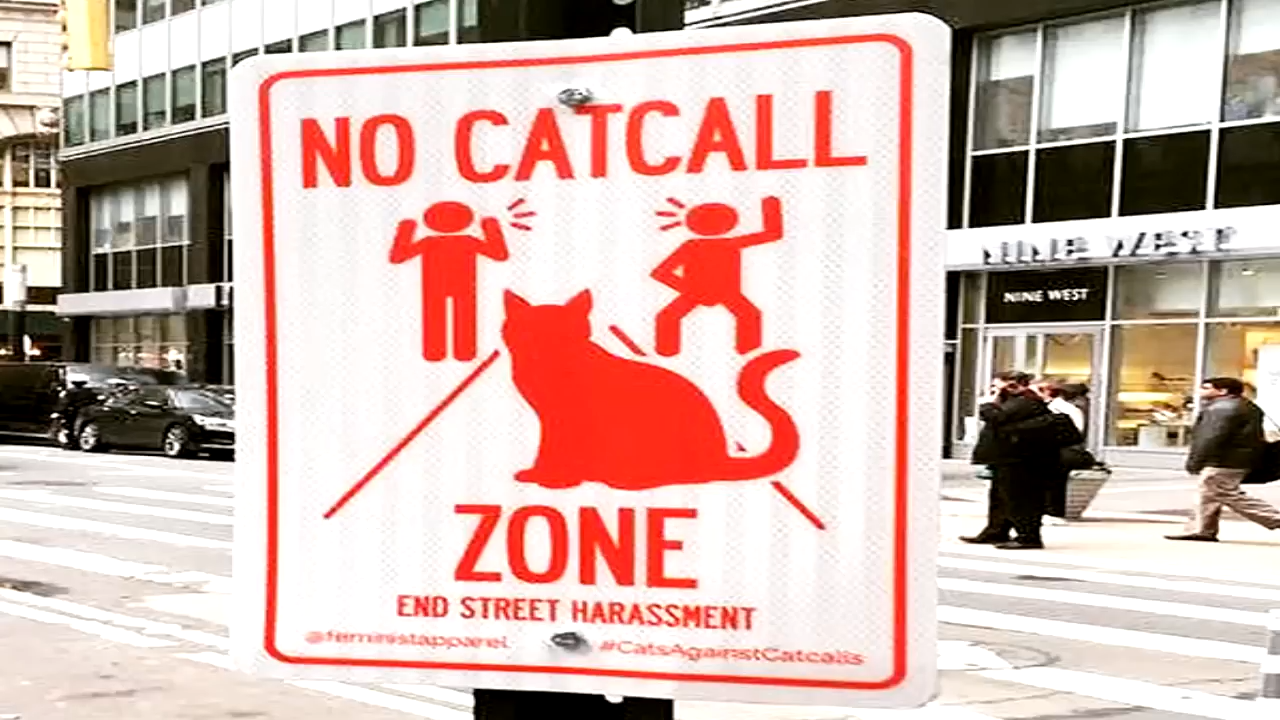 NO CATCALL
ZONE
END STREET HARASSMENT
@feministapparel #CatsAgainstCatcalls
NINE WEST
NINE WEST